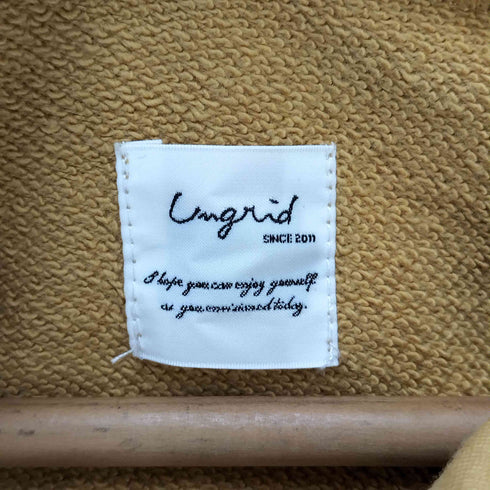 Ungrid
SINCE 2011
I hope you can enjoy yourself
as you envisioned today.